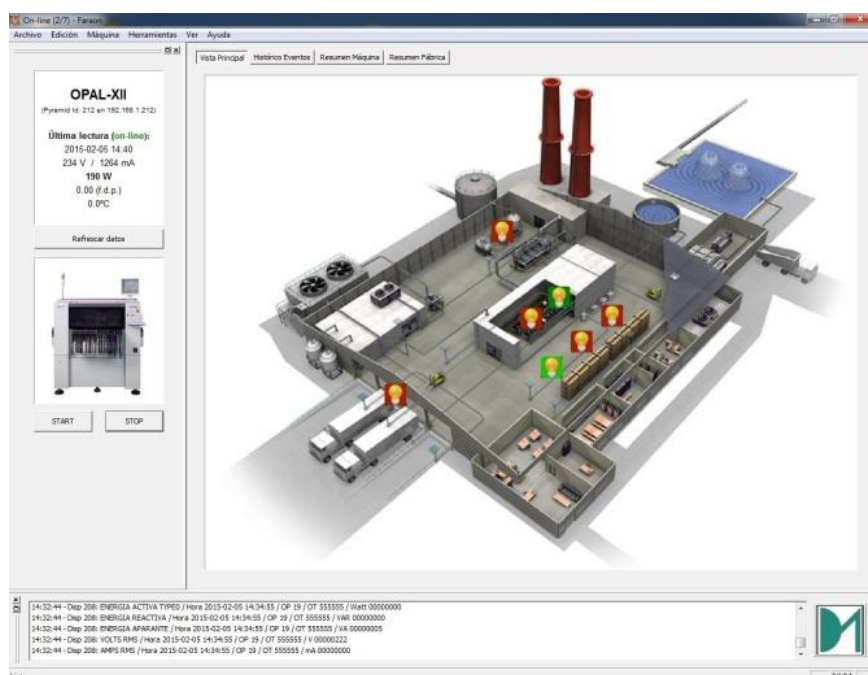 On-line (2/7) - Faraon
Archivo Edición Máquina Herramientas Ver Ayuda
Vista Principal Histórico Eventos Resumen Máquina Resumen Fábrica
OPAL-XII
(Pyramid Id: 212 en 192.168.1.212)
Última lectura (on-line):
2015-02-05 14:40
234 V / 1264 mA
190 W
0.00 (f.d.p.)
0.0ºC
Refrescar datos
START STOP
14:32:44 - Disp 208: ENERGIA ACTIVA TYPED / Hora 2015-02-05 14:34:55 / OP 19 / OT 555555 / Watt 00000000
14:32:44 - Disp 208: ENERGIA REACTIVA / Hora 2015-02-05 14:34:55 / OP 19 / OT 555555 / VAR 00000000
14:32:44 - Disp 208: ENERGIA APARANTE / Hora 2015-02-05 14:34:55 / OP 19 / OT 555555 / VA 00000005
14:32:44 - Disp 208: VOLTS RMS / Hora 2015-02-05 14:34:55 / OP 19 / OT 555555 / V 00000222
14:32:44 - Disp 208: AMPS RMS / Hora 2015-02-05 14:34:55 / OP 19 / OT 555555 / mA 00000000